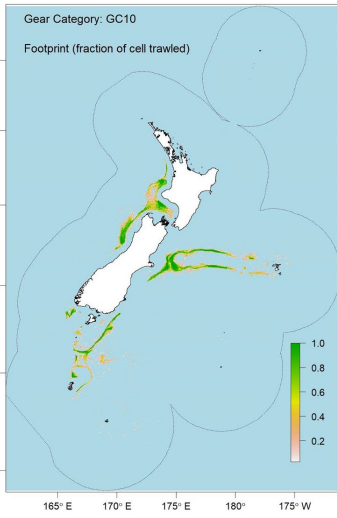 Gear Category: GC10
Footprint (fraction of cell trawled)
1.0
0.8
0.6
0.4
0.2
165° E 170° E 175° E 180° 175° W